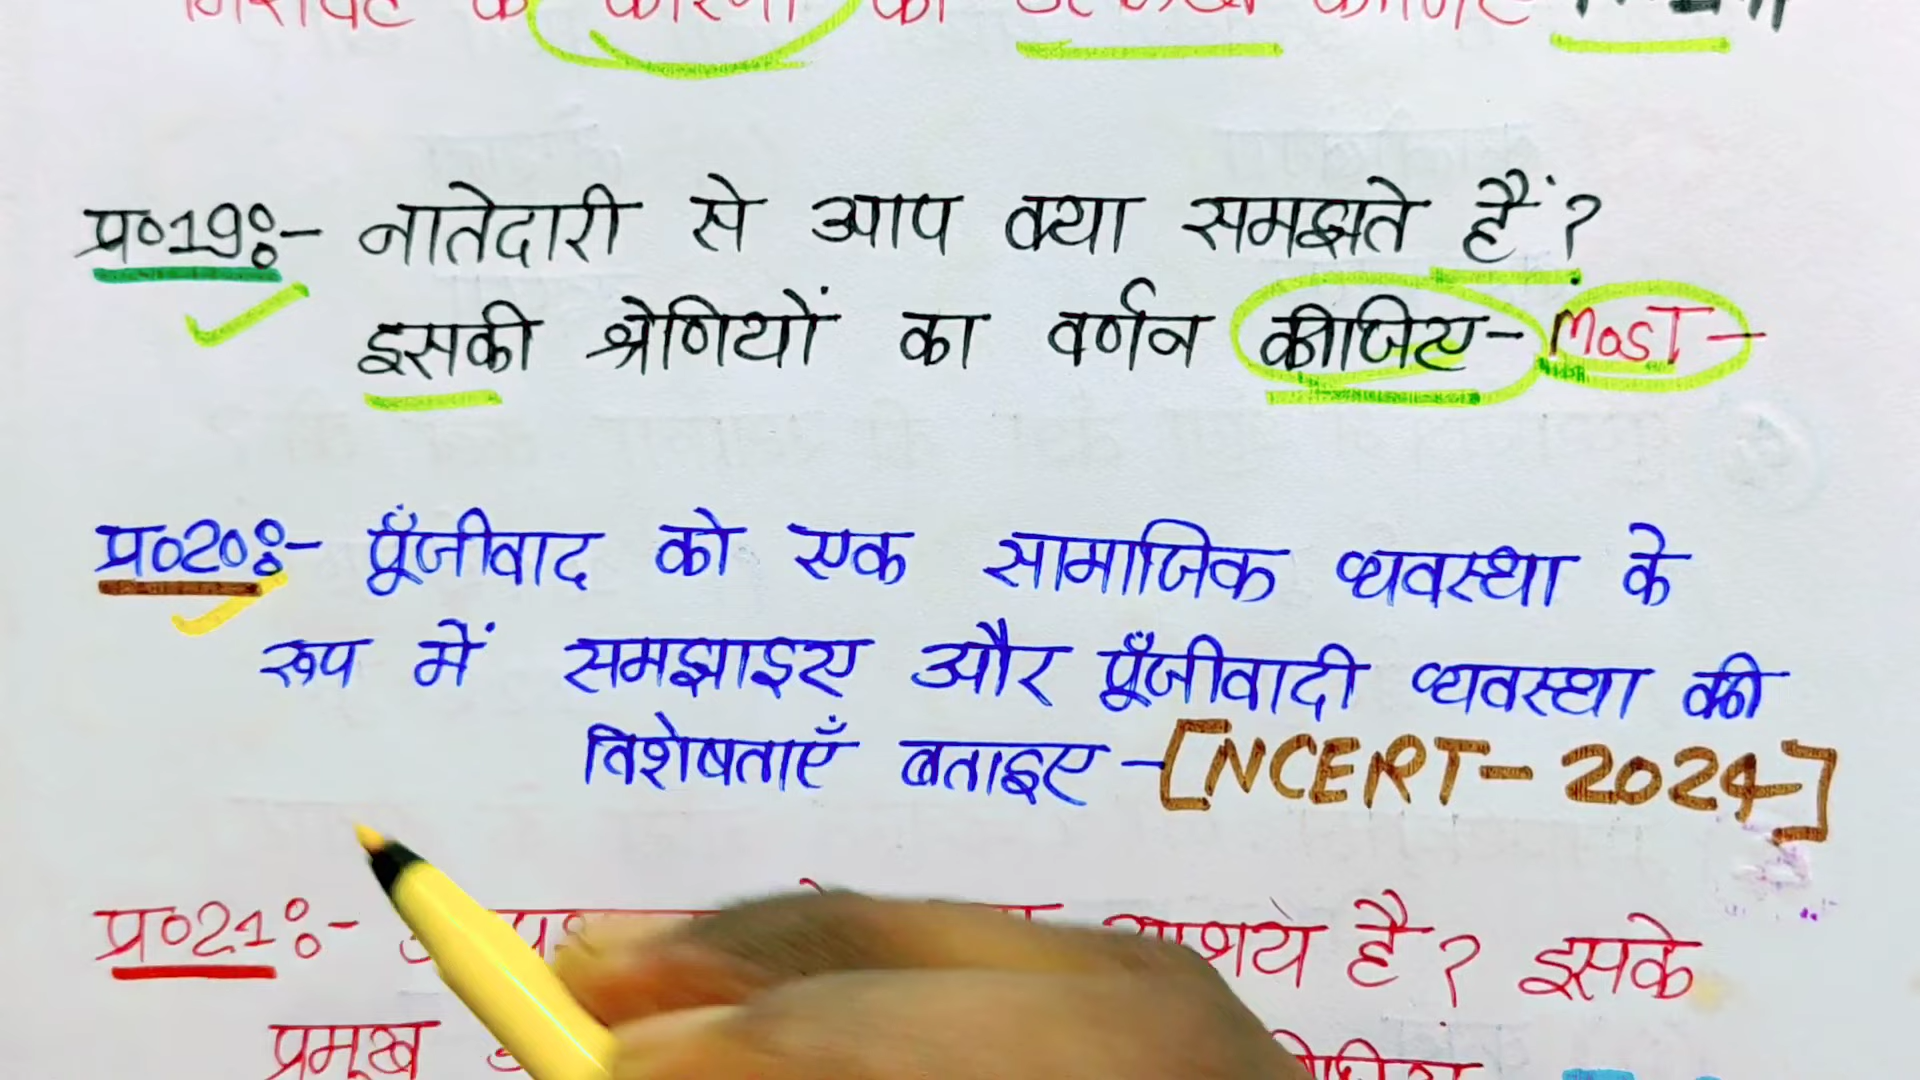 प्र०19:- नातेदारी से आप क्या समझते हैं?
इसकी श्रेणियों का वर्णन कीजिए- MOST -
प्र०20:- पूँजीवाद को एक सामाजिक व्यवस्था के
रूप में समझाइए और पूँजीवादी व्यवस्था की
विशेषताएँ बताइए - [NCERT - 2024]
प्र०21:- है? इसके
प्रमुख